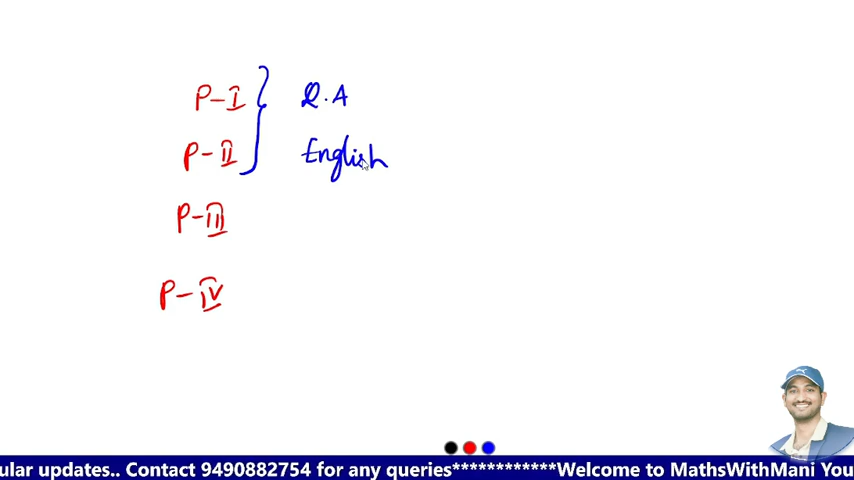 P-I } Q.A
P-II } English
P-III
P-IV
ular updates.. Contact 9490882754 for any queries************Welcome to MathsWithMani You